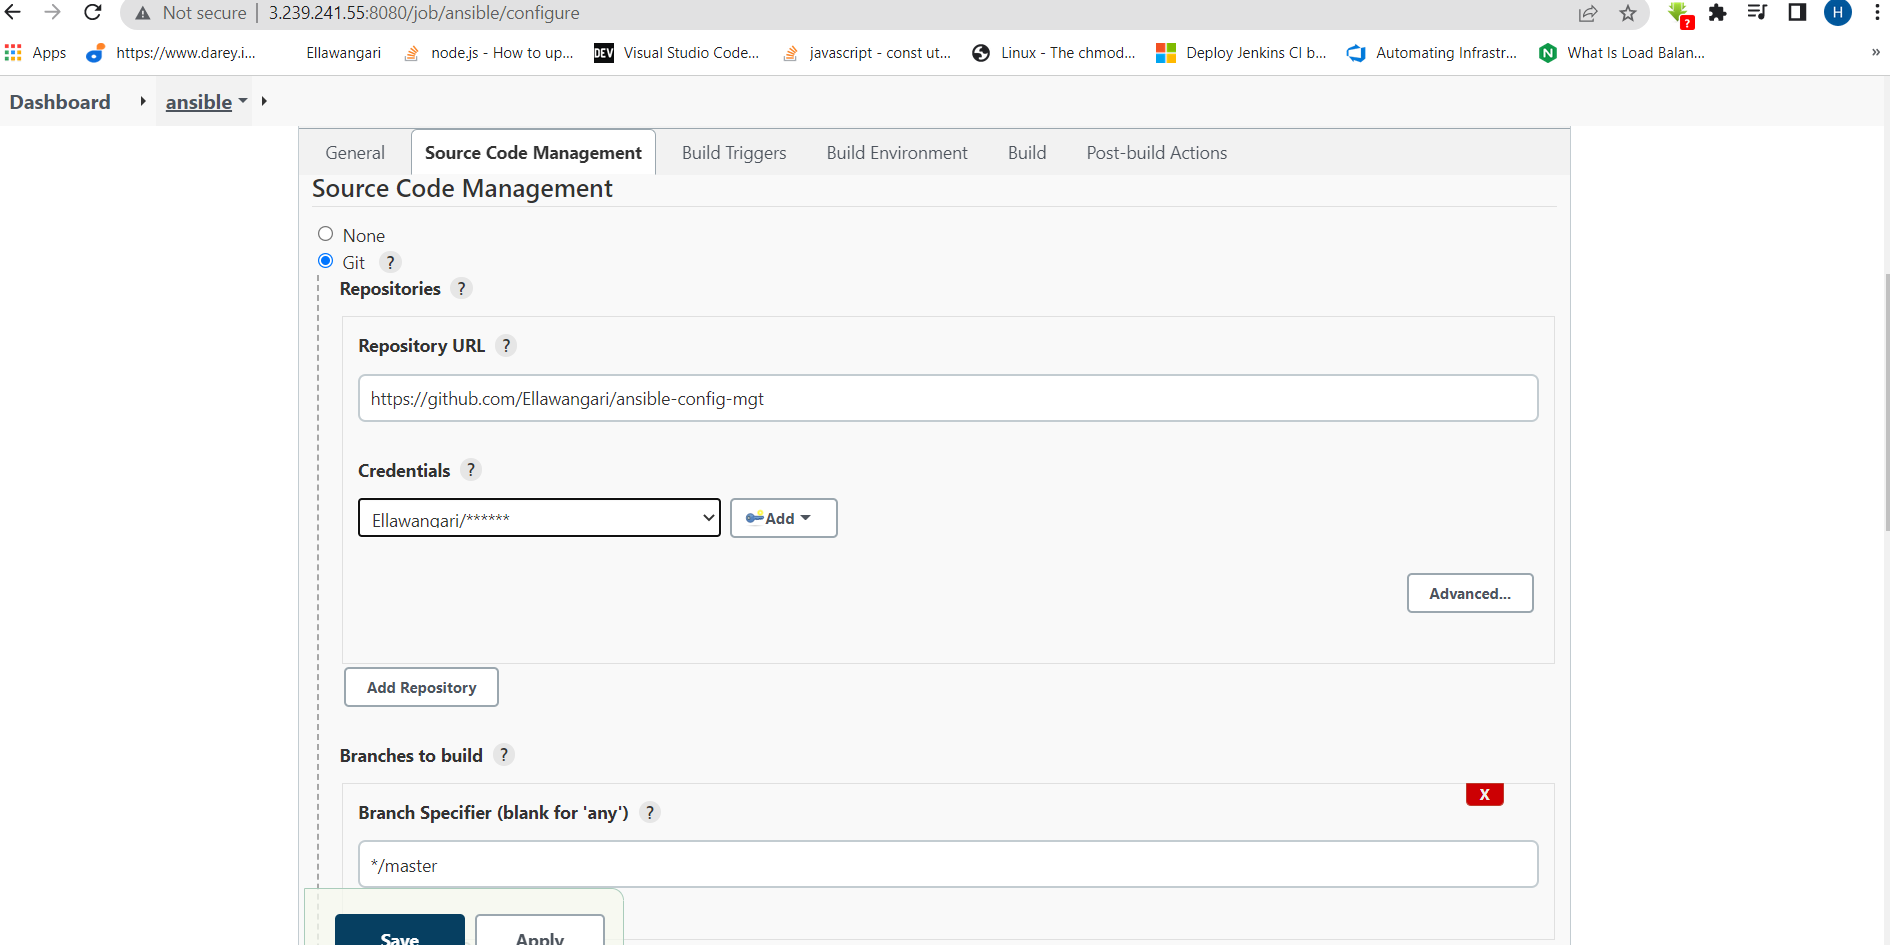 Not secure | 3.239.241.55:8080/job/ansible/configure
? H
Apps https://www.darey.i... Ellawangari node.js - How to up... DEV Visual Studio Code... javascript - const ut... Linux - The chmod... Deploy Jenkins CI b... Automating Infrastr... N What Is Load Balan... »
Dashboard ansible
General Source Code Management Build Triggers Build Environment Build Post-build Actions
Source Code Management
None
Git ?
Repositories ?
Repository URL ?
https://github.com/Ellawangari/ansible-config-mgt
Credentials ?
Ellawangari/****** Add
Advanced...
Add Repository
Branches to build ?
X
Branch Specifier (blank for 'any') ?
*/master
Save Apply